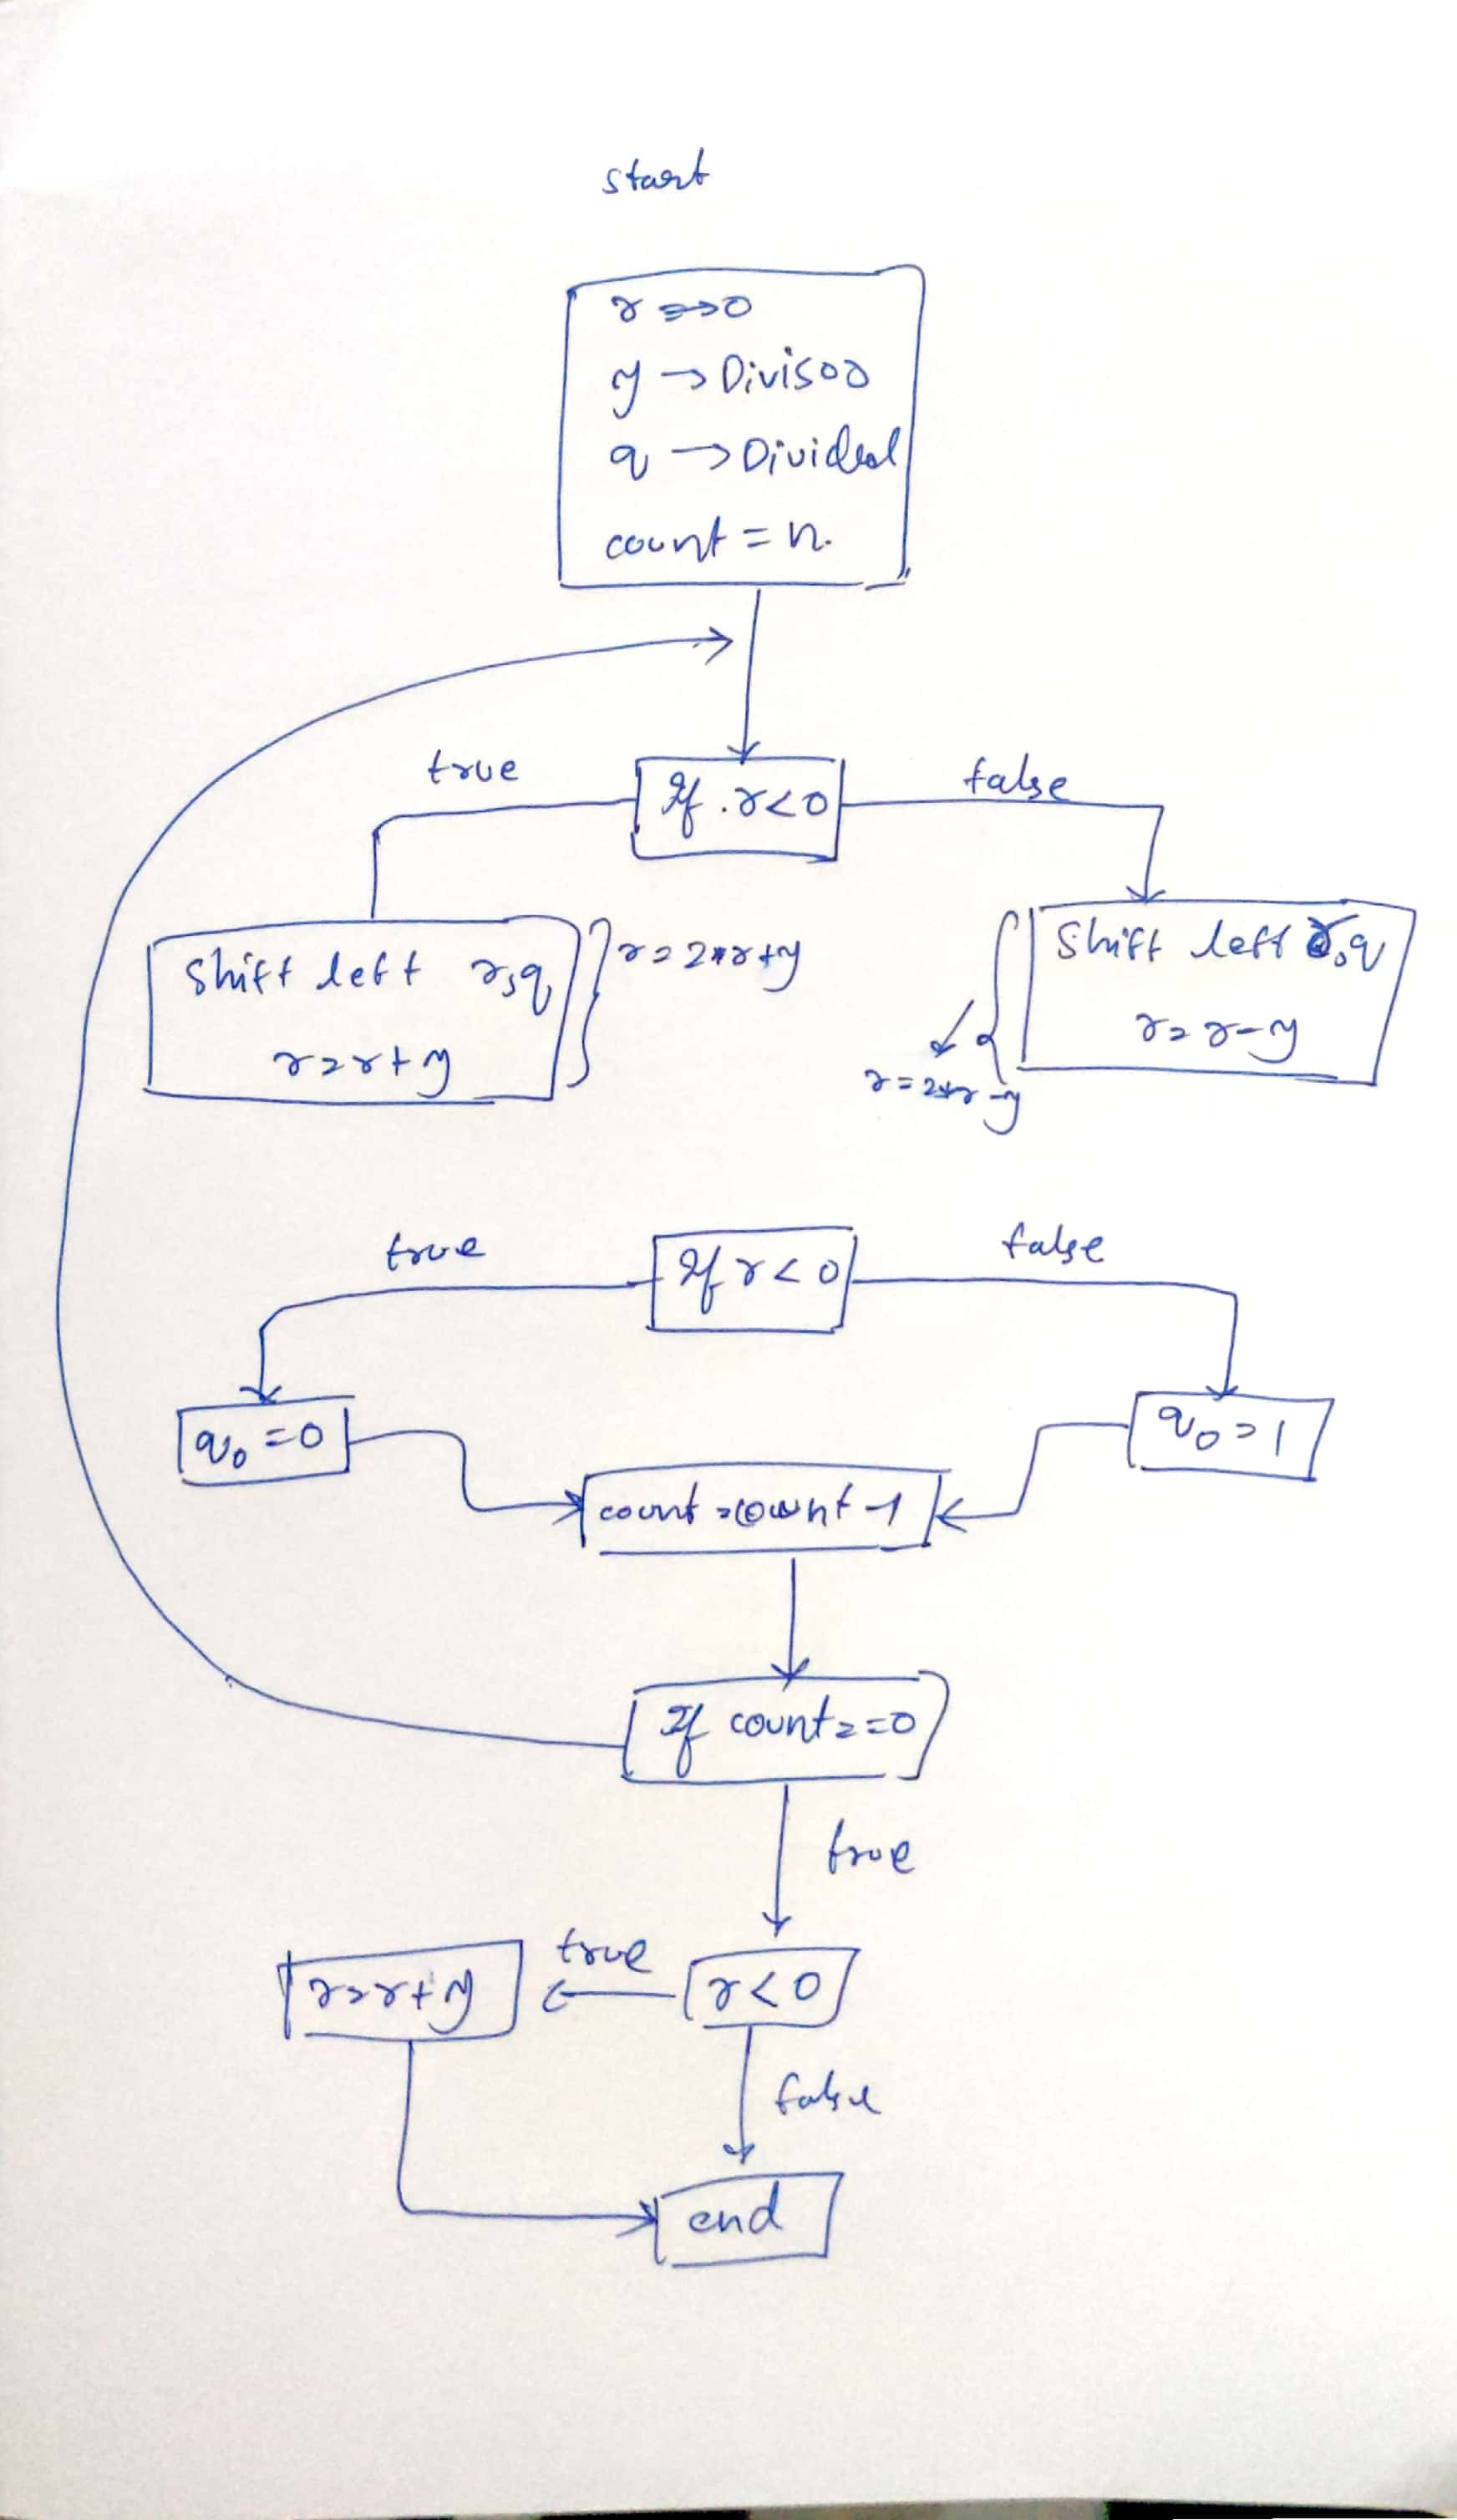 start
r => 0
y → Divisor
q → Divided
count = n.
true
If r<0
false
Shift left r,q
r=r+y
r=2*r+y
Shift left r,q
r=r-y
r=2*r-y
true
If r<0
false
q₀=0
q₀=1
count=count-1
If count==0
true
r=r+y
true
r<0
false
end